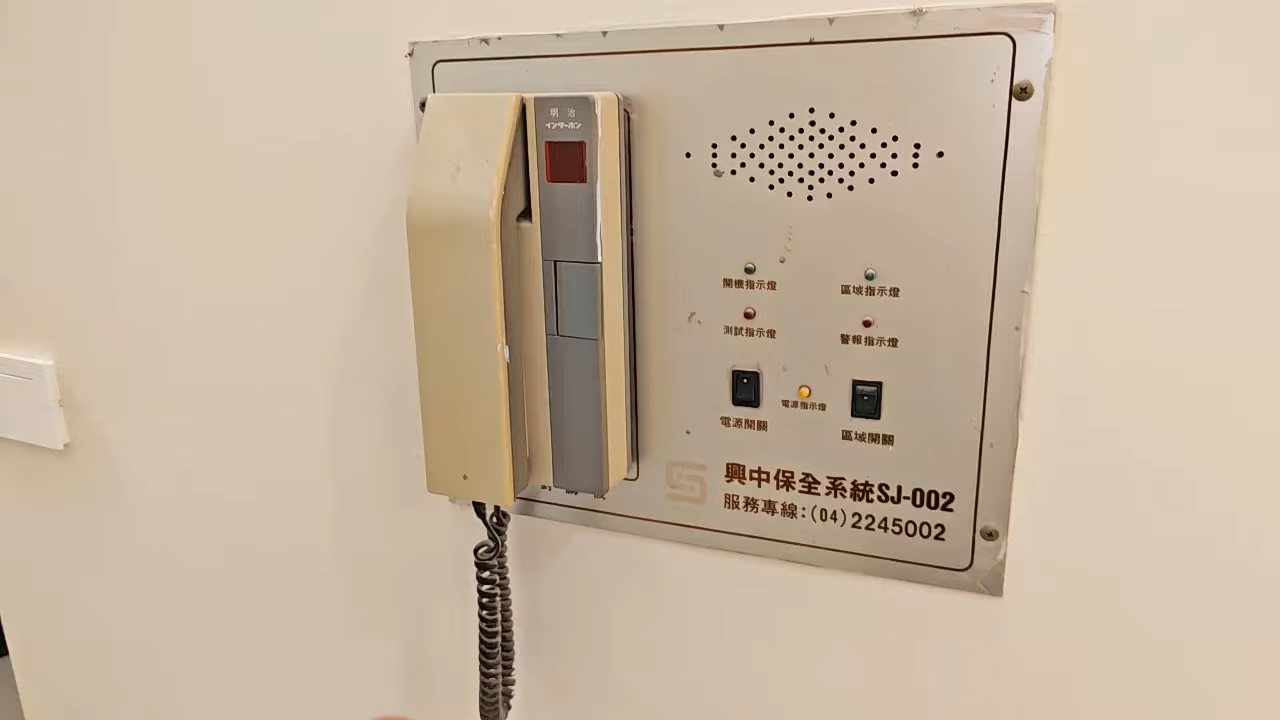 明 治
インターホン
開機指示燈
區域指示燈
測試指示燈
警報指示燈
電源指示燈
電源開關
區域開關
興中保全系統SJ-002
服務專線:(04)2245002